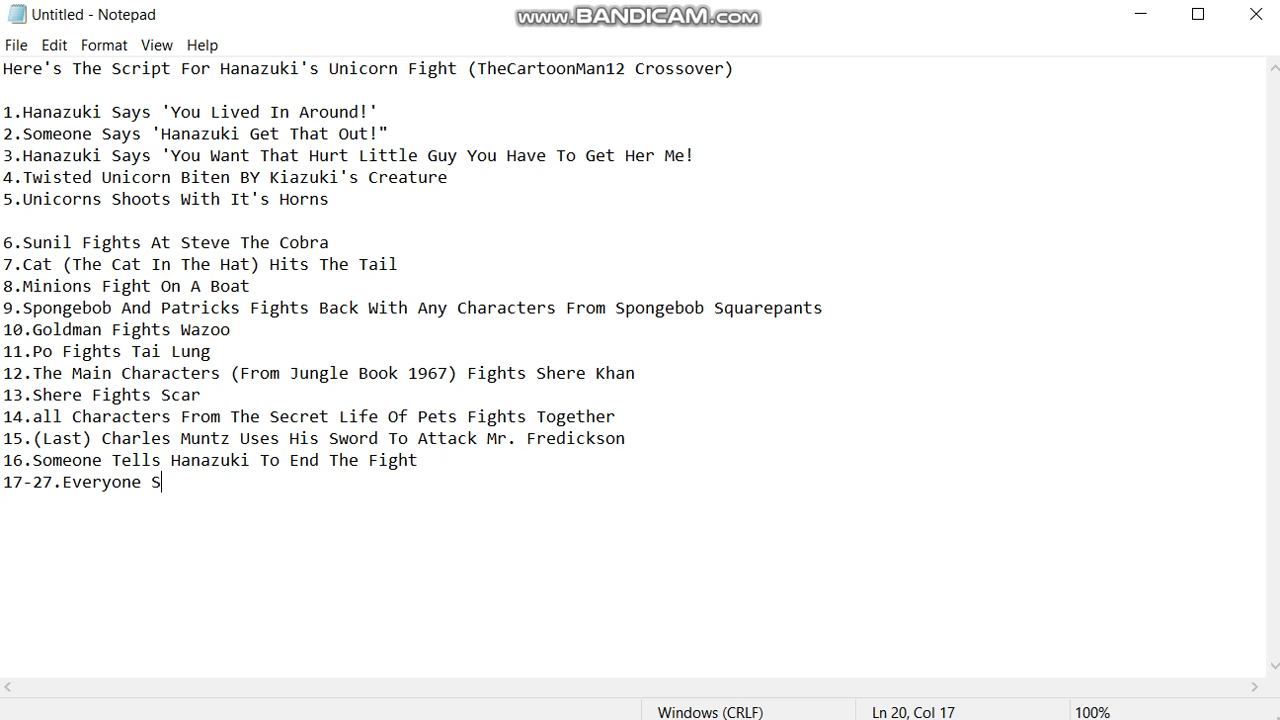 Untitled - Notepad
www.BANDICAM.com
File Edit Format View Help
Here's The Script For Hanazuki's Unicorn Fight (TheCartoonMan12 Crossover)
1.Hanazuki Says 'You Lived In Around!'
2.Someone Says 'Hanazuki Get That Out!"
3.Hanazuki Says 'You Want That Hurt Little Guy You Have To Get Her Me!
4.Twisted Unicorn Biten BY Kiazuki's Creature
5.Unicorns Shoots With It's Horns
6.Sunil Fights At Steve The Cobra
7.Cat (The Cat In The Hat) Hits The Tail
8.Minions Fight On A Boat
9.Spongebob And Patricks Fights Back With Any Characters From Spongebob Squarepants
10.Goldman Fights Wazoo
11.Po Fights Tai Lung
12.The Main Characters (From Jungle Book 1967) Fights Shere Khan
13.Shere Fights Scar
14.all Characters From The Secret Life Of Pets Fights Together
15.(Last) Charles Muntz Uses His Sword To Attack Mr. Fredickson
16.Someone Tells Hanazuki To End The Fight
17-27.Everyone S
Windows (CRLF) Ln 20, Col 17 100%